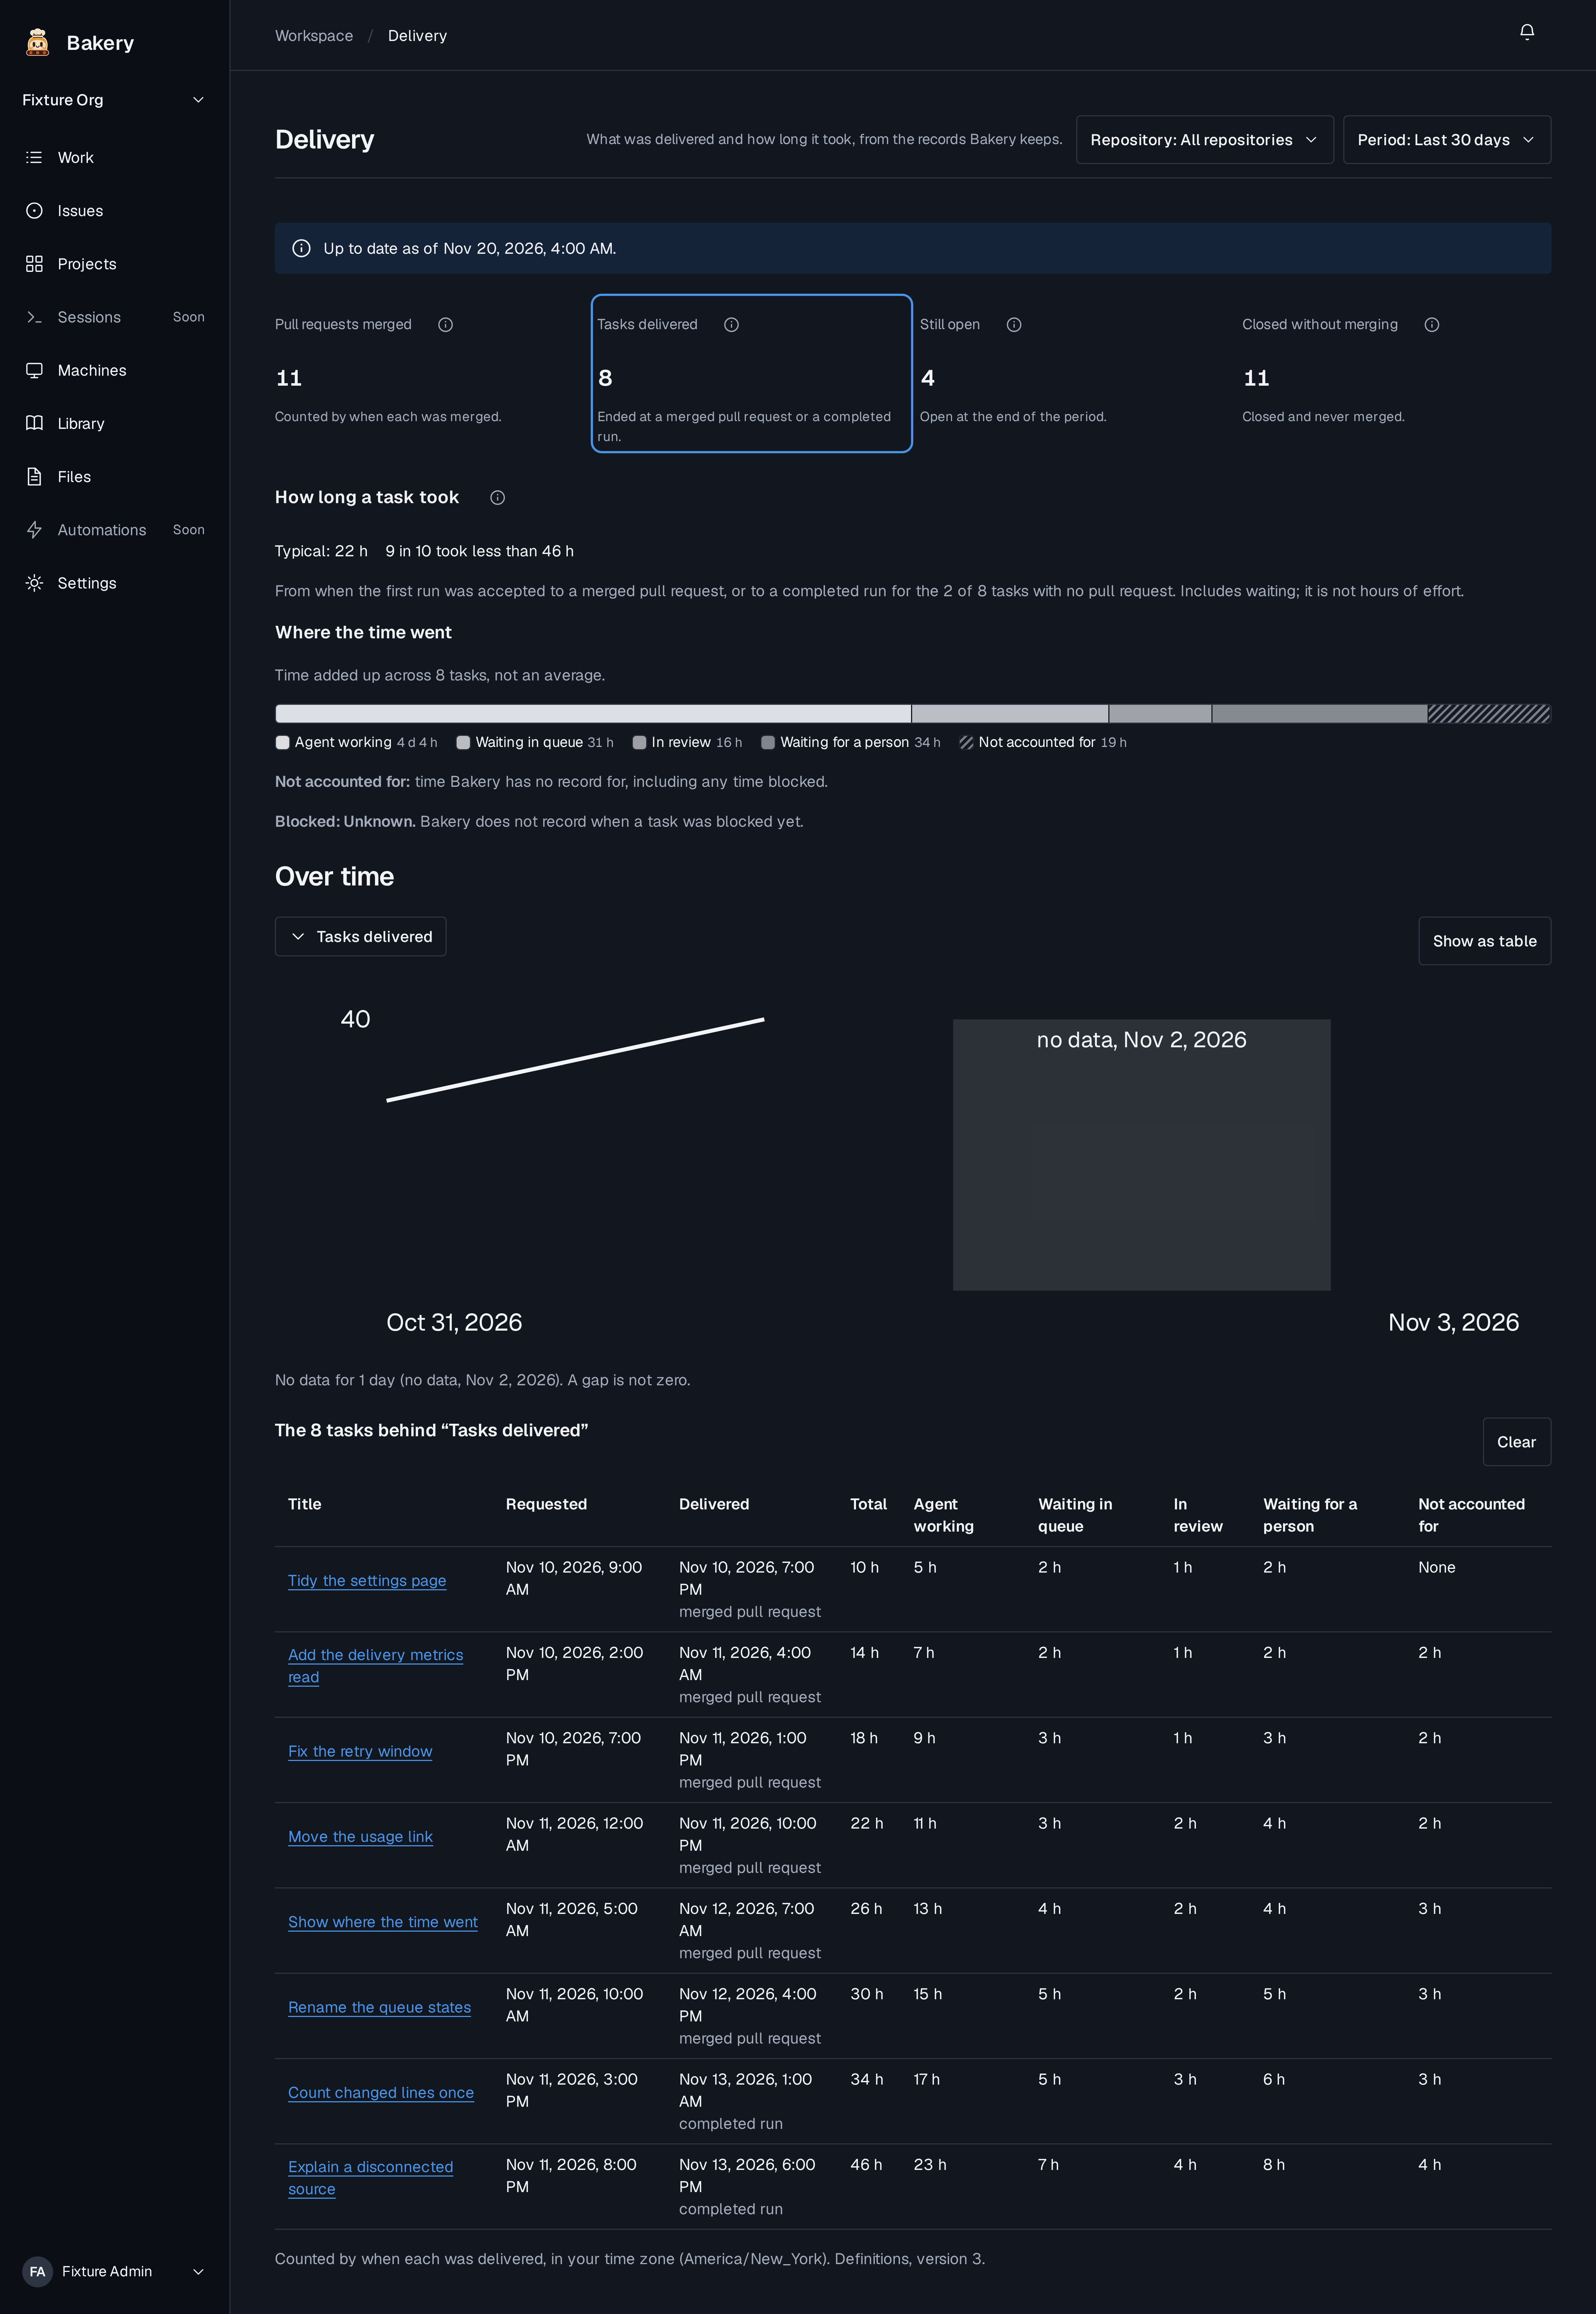 Bakery
Workspace / Delivery
Fixture Org
Work
Issues
Projects
Sessions Soon
Machines
Library
Files
Automations Soon
Settings
Delivery
What was delivered and how long it took, from the records Bakery keeps.
Repository: All repositories
Period: Last 30 days
Up to date as of Nov 20, 2026, 4:00 AM.
Pull requests merged
11
Counted by when each was merged.
Tasks delivered
8
Ended at a merged pull request or a completed
run.
Still open
4
Open at the end of the period.
Closed without merging
11
Closed and never merged.
How long a task took
Typical: 22 h 9 in 10 took less than 46 h
From when the first run was accepted to a merged pull request, or to a completed run for the 2 of 8 tasks with no pull request. Includes waiting; it is not hours of effort.
Where the time went
Time added up across 8 tasks, not an average.
Agent working 4 d 4 h Waiting in queue 31 h In review 16 h Waiting for a person 34 h Not accounted for 19 h
Not accounted for: time Bakery has no record for, including any time blocked.
Blocked: Unknown. Bakery does not record when a task was blocked yet.
Over time
Tasks delivered
Show as table
40
no data, Nov 2, 2026
Oct 31, 2026
Nov 3, 2026
No data for 1 day (no data, Nov 2, 2026). A gap is not zero.
The 8 tasks behind “Tasks delivered”
Clear
Title Requested Delivered Total Agent working Waiting in queue In review Waiting for a person Not accounted for
Tidy the settings page Nov 10, 2026, 9:00 AM Nov 10, 2026, 7:00 PM merged pull request 10 h 5 h 2 h 1 h 2 h None
Add the delivery metrics read Nov 10, 2026, 2:00 PM Nov 11, 2026, 4:00 AM merged pull request 14 h 7 h 2 h 1 h 2 h 2 h
Fix the retry window Nov 10, 2026, 7:00 PM Nov 11, 2026, 1:00 PM merged pull request 18 h 9 h 3 h 1 h 3 h 2 h
Move the usage link Nov 11, 2026, 12:00 AM Nov 11, 2026, 10:00 PM merged pull request 22 h 11 h 3 h 2 h 4 h 2 h
Show where the time went Nov 11, 2026, 5:00 AM Nov 12, 2026, 7:00 AM merged pull request 26 h 13 h 4 h 2 h 4 h 3 h
Rename the queue states Nov 11, 2026, 10:00 AM Nov 12, 2026, 4:00 PM merged pull request 30 h 15 h 5 h 2 h 5 h 3 h
Count changed lines once Nov 11, 2026, 3:00 PM Nov 13, 2026, 1:00 AM completed run 34 h 17 h 5 h 3 h 6 h 3 h
Explain a disconnected source Nov 11, 2026, 8:00 PM Nov 13, 2026, 6:00 PM completed run 46 h 23 h 7 h 4 h 8 h 4 h
Counted by when each was delivered, in your time zone (America/New_York). Definitions, version 3.
FA Fixture Admin